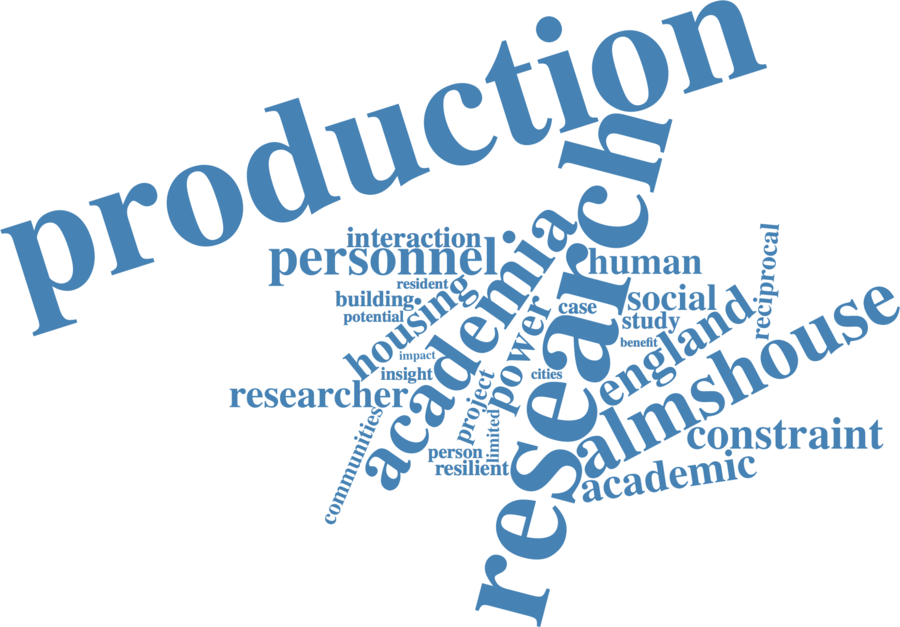 production
research
interaction
personnel
human
reciprocal
resident
building
potential
housing
academia
power
case
social
study
benefit
england
almshouse
impact
insight
cities
researcher
project
limited
communities
person
resilient
constraint
academic